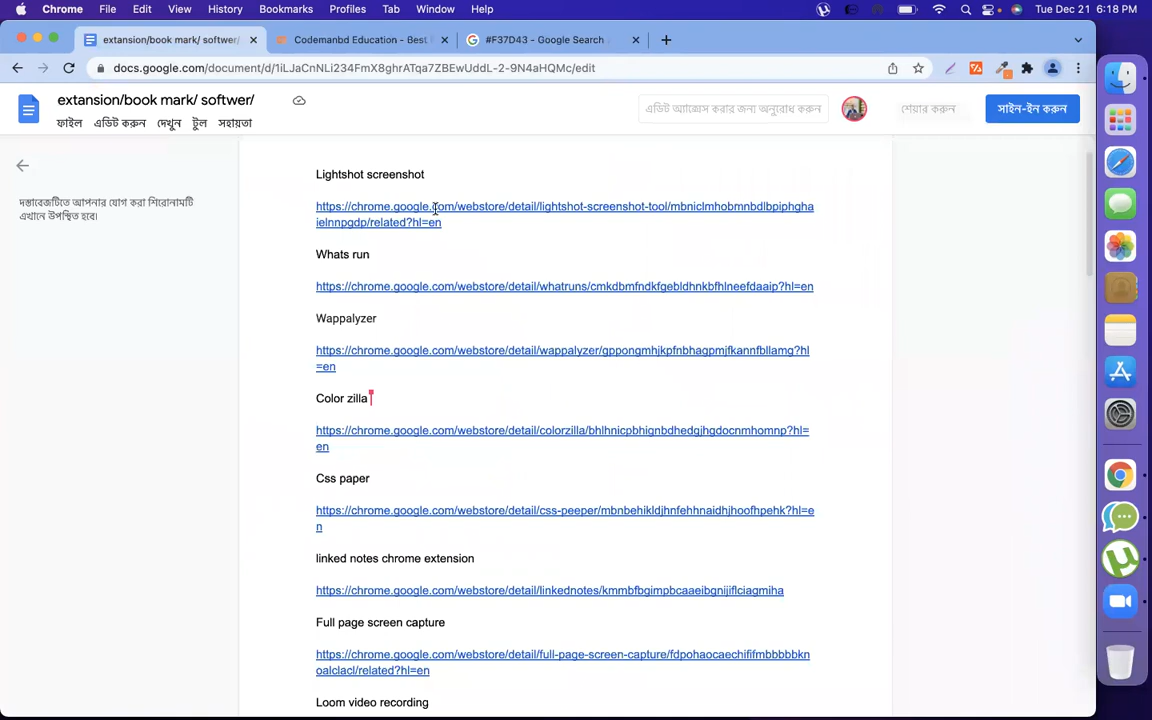 Chrome File Edit View History Bookmarks Profiles Tab Window Help Tue Dec 21 6:18 PM
extansion/book mark/ softwer/ Codemanbd Education - Best #F37D43 - Google Search
docs.google.com/document/d/1iLJaCnNLi234FmX8ghrATqa7ZBEwUddL-2-9N4aHQMc/edit
extansion/book mark/ softwer/
এডিট অ্যাক্সেস করার জন্য অনুরোধ করুন শেয়ার করুন সাইন-ইন করুন
ফাইল এডিট করুন দেখুন টুল সহায়তা
দস্তাবেজটিতে আপনার যোগ করা শিরোনামটি
এখানে উপস্থিত হবে।
Lightshot screenshot
https://chrome.google.com/webstore/detail/lightshot-screenshot-tool/mbniclmhobmnbdlbpiphgha
ielnnpgdp/related?hl=en
Whats run
https://chrome.google.com/webstore/detail/whatruns/cmkdbmfndkfgebldhnkbfhlneefdaaip?hl=en
Wappalyzer
https://chrome.google.com/webstore/detail/wappalyzer/gppongmhjkpfnbhagpmjfkannfbllamg?hl
=en
Color zilla
https://chrome.google.com/webstore/detail/colorzilla/bhlhnicpbhignbdhedgjhgdocnmhomnp?hl=
en
Css paper
https://chrome.google.com/webstore/detail/css-peeper/mbnbehikldjhnfehhnaidhjhoofhpehk?hl=e
n
linked notes chrome extension
https://chrome.google.com/webstore/detail/linkednotes/kmmbfbgimpbcaaeibgnijiflciagmiha
Full page screen capture
https://chrome.google.com/webstore/detail/full-page-screen-capture/fdpohaocaechififmbbbbbkn
oalclacl/related?hl=en
Loom video recording